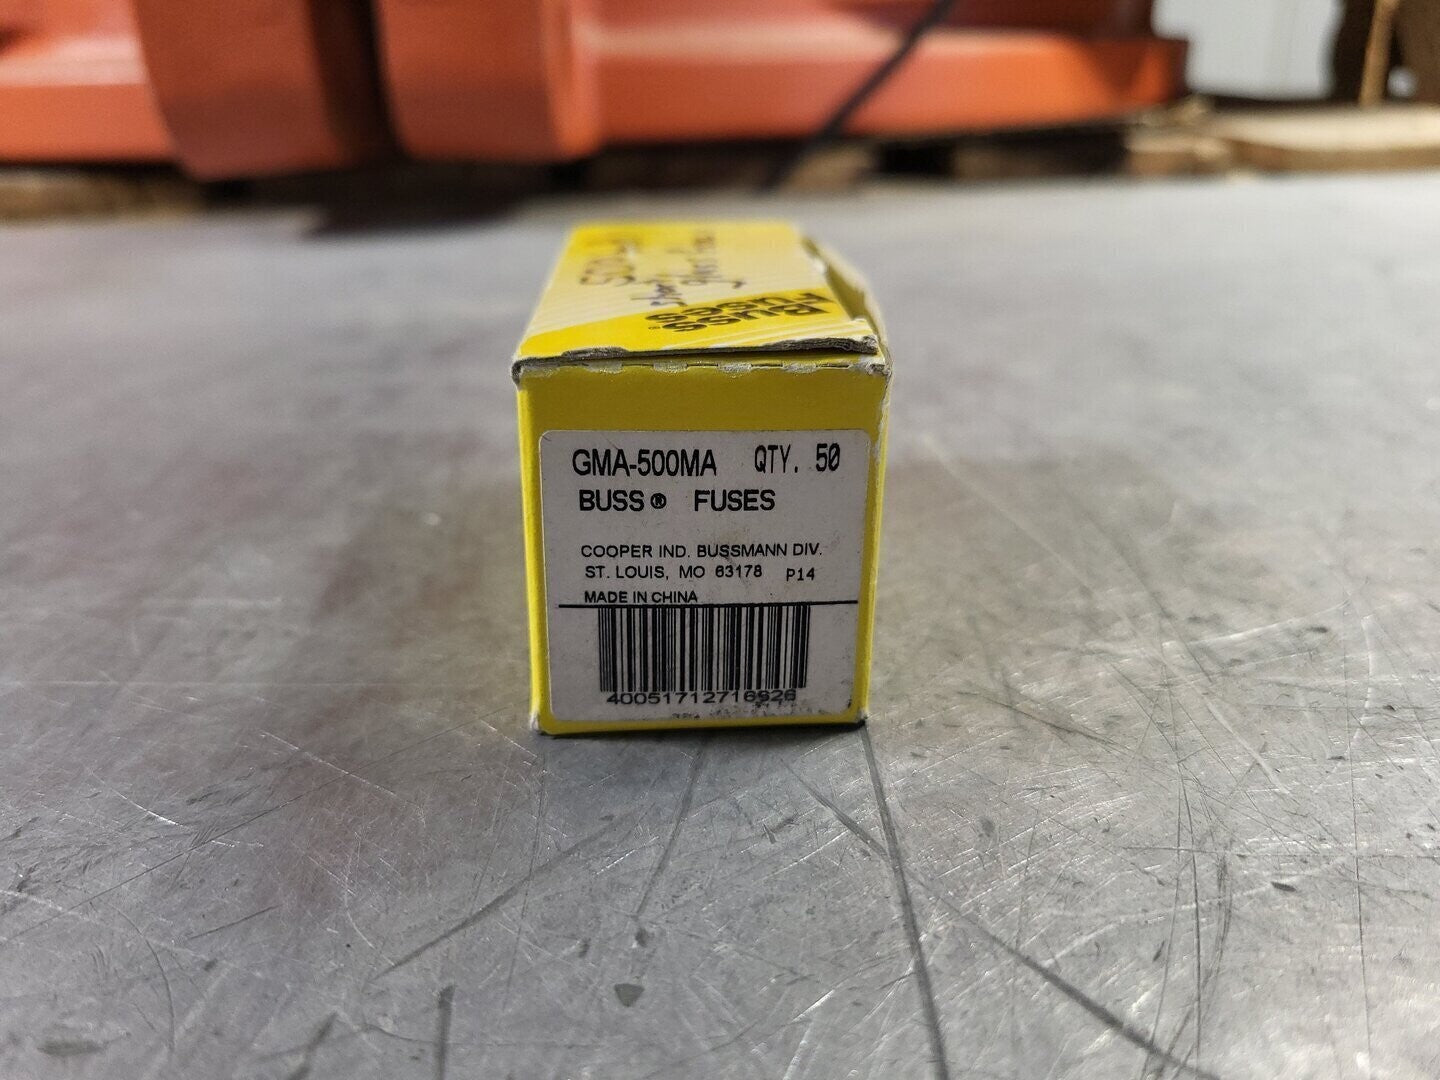 BUSS
FUSES®
GMA-500MA QTY. 50
BUSS® FUSES
COOPER IND. BUSSMANN DIV.
ST. LOUIS, MO 63178 P14
MADE IN CHINA